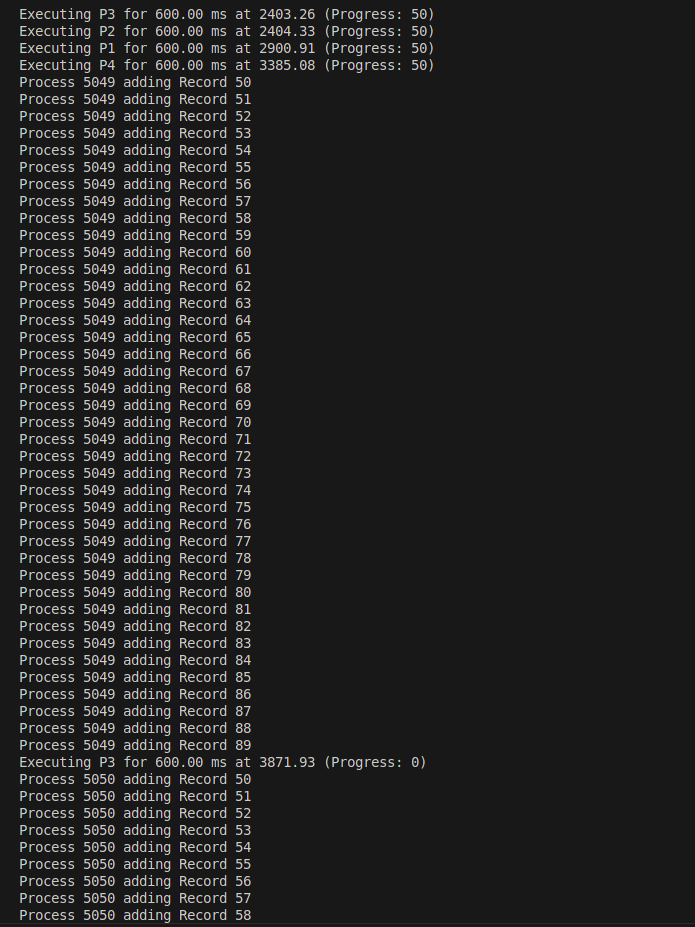 Executing P3 for 600.00 ms at 2403.26 (Progress: 50)
Executing P2 for 600.00 ms at 2404.33 (Progress: 50)
Executing P1 for 600.00 ms at 2900.91 (Progress: 50)
Executing P4 for 600.00 ms at 3385.08 (Progress: 50)
Process 5049 adding Record 50
Process 5049 adding Record 51
Process 5049 adding Record 52
Process 5049 adding Record 53
Process 5049 adding Record 54
Process 5049 adding Record 55
Process 5049 adding Record 56
Process 5049 adding Record 57
Process 5049 adding Record 58
Process 5049 adding Record 59
Process 5049 adding Record 60
Process 5049 adding Record 61
Process 5049 adding Record 62
Process 5049 adding Record 63
Process 5049 adding Record 64
Process 5049 adding Record 65
Process 5049 adding Record 66
Process 5049 adding Record 67
Process 5049 adding Record 68
Process 5049 adding Record 69
Process 5049 adding Record 70
Process 5049 adding Record 71
Process 5049 adding Record 72
Process 5049 adding Record 73
Process 5049 adding Record 74
Process 5049 adding Record 75
Process 5049 adding Record 76
Process 5049 adding Record 77
Process 5049 adding Record 78
Process 5049 adding Record 79
Process 5049 adding Record 80
Process 5049 adding Record 81
Process 5049 adding Record 82
Process 5049 adding Record 83
Process 5049 adding Record 84
Process 5049 adding Record 85
Process 5049 adding Record 86
Process 5049 adding Record 87
Process 5049 adding Record 88
Process 5049 adding Record 89
Executing P3 for 600.00 ms at 3871.93 (Progress: 0)
Process 5050 adding Record 50
Process 5050 adding Record 51
Process 5050 adding Record 52
Process 5050 adding Record 53
Process 5050 adding Record 54
Process 5050 adding Record 55
Process 5050 adding Record 56
Process 5050 adding Record 57
Process 5050 adding Record 58